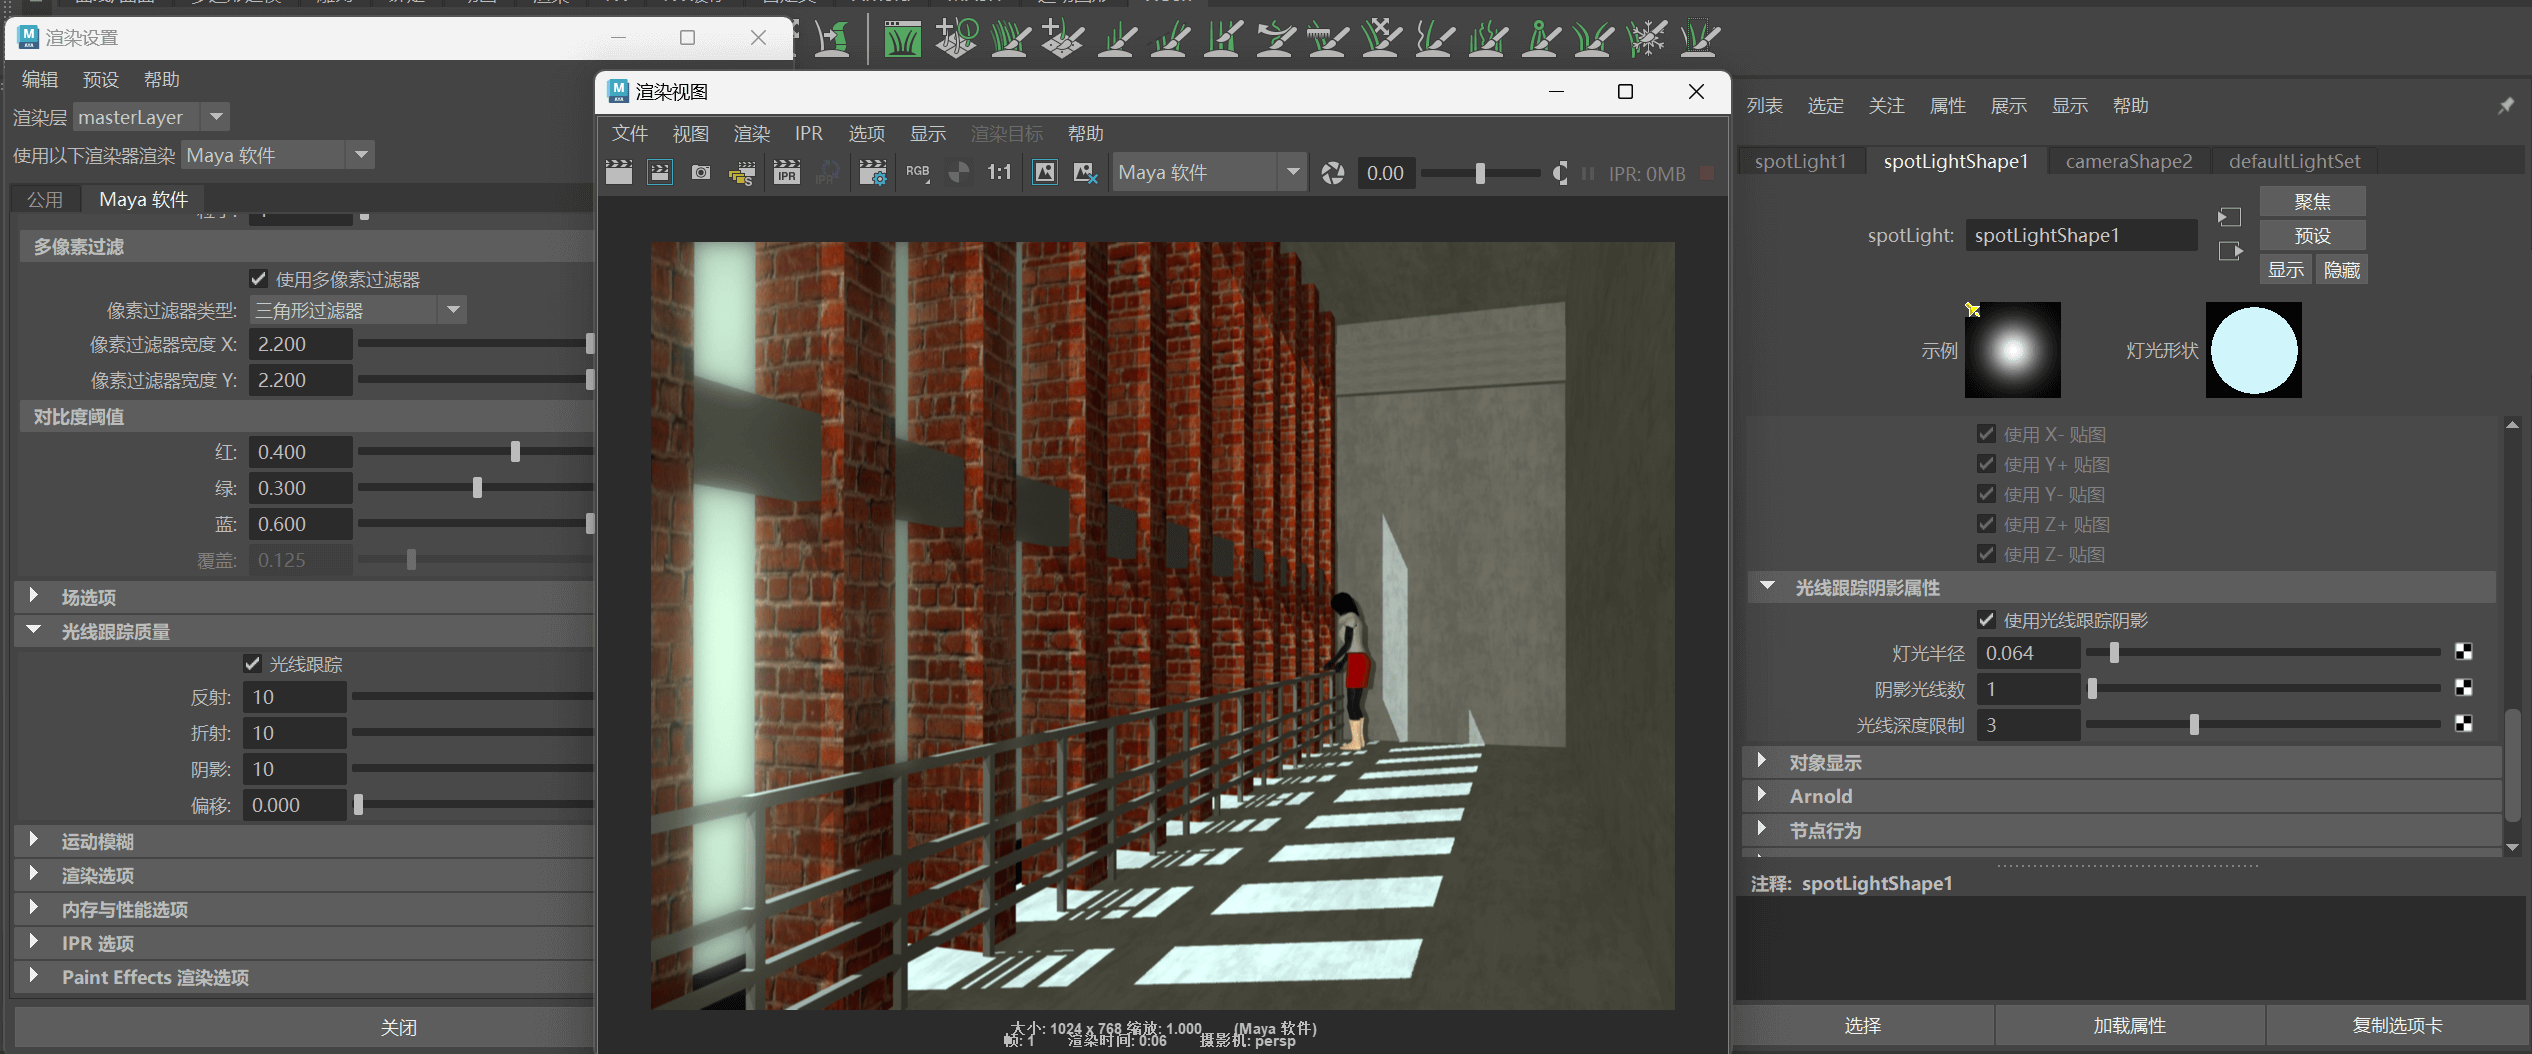 渲染设置
编辑 预设 帮助
渲染层 masterLayer
使用以下渲染器渲染 Maya 软件
公用 Maya 软件
多像素过滤
使用多像素过滤器
像素过滤器类型: 三角形过滤器
像素过滤器宽度 X: 2.200
像素过滤器宽度 Y: 2.200
对比度阈值
红: 0.400
绿: 0.300
蓝: 0.600
覆盖: 0.125
场选项
光线跟踪质量
光线跟踪
反射: 10
折射: 10
阴影: 10
偏移: 0.000
运动模糊
渲染选项
内存与性能选项
IPR 选项
Paint Effects 渲染选项
关闭
渲染视图
文件 视图 渲染 IPR 选项 显示 渲染目标 帮助
IPR IPR RGB 1:1 Maya 软件 0.00 IPR: 0MB
大小: 1024 x 768 缩放: 1.000 (Maya 软件)
帧: 1 渲染时间: 0:06 摄影机: persp
列表 选定 关注 属性 展示 显示 帮助
spotLight1 spotLightShape1 cameraShape2 defaultLightSet
聚焦
spotLight: spotLightShape1
预设
显示 隐藏
示例 灯光形状
使用 X- 贴图
使用 Y+ 贴图
使用 Y- 贴图
使用 Z+ 贴图
使用 Z- 贴图
光线跟踪阴影属性
使用光线跟踪阴影
灯光半径 0.064
阴影光线数 1
光线深度限制 3
对象显示
Arnold
节点行为
注释: spotLightShape1
选择 加载属性 复制选项卡